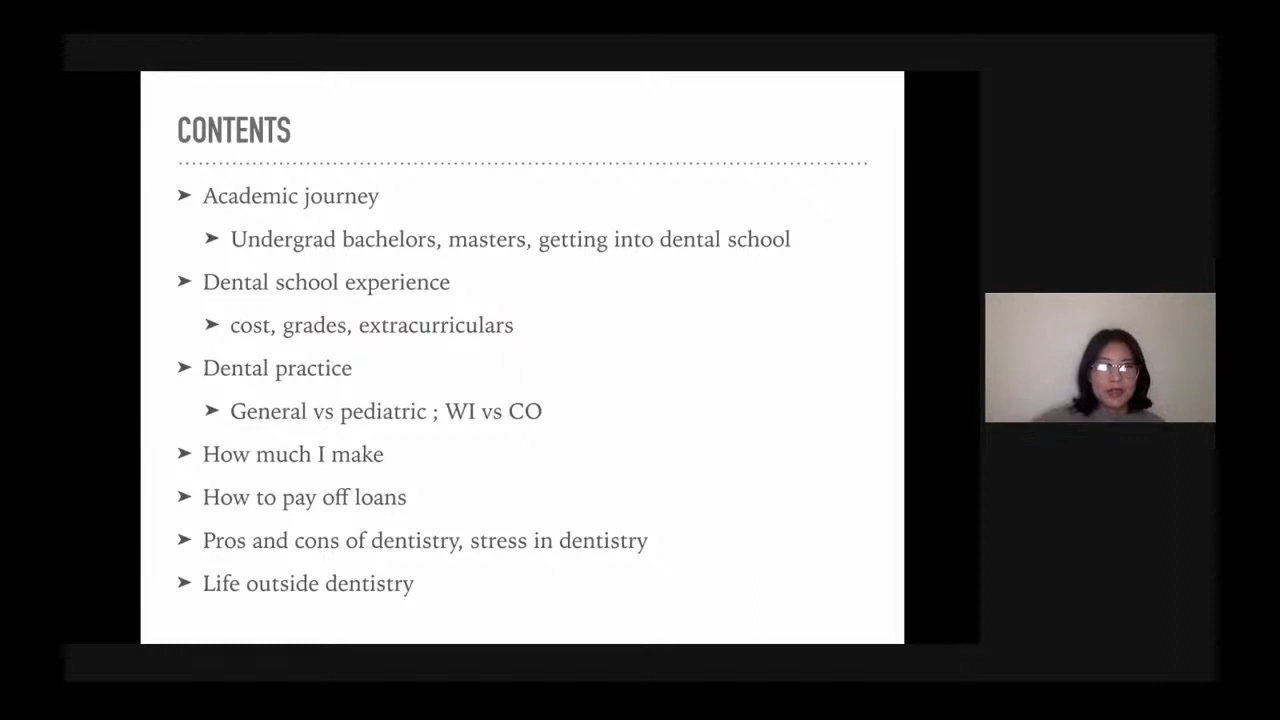 CONTENTS
➤ Academic journey
➤ Undergrad bachelors, masters, getting into dental school
➤ Dental school experience
➤ cost, grades, extracurriculars
➤ Dental practice
➤ General vs pediatric ; WI vs CO
➤ How much I make
➤ How to pay off loans
➤ Pros and cons of dentistry, stress in dentistry
➤ Life outside dentistry